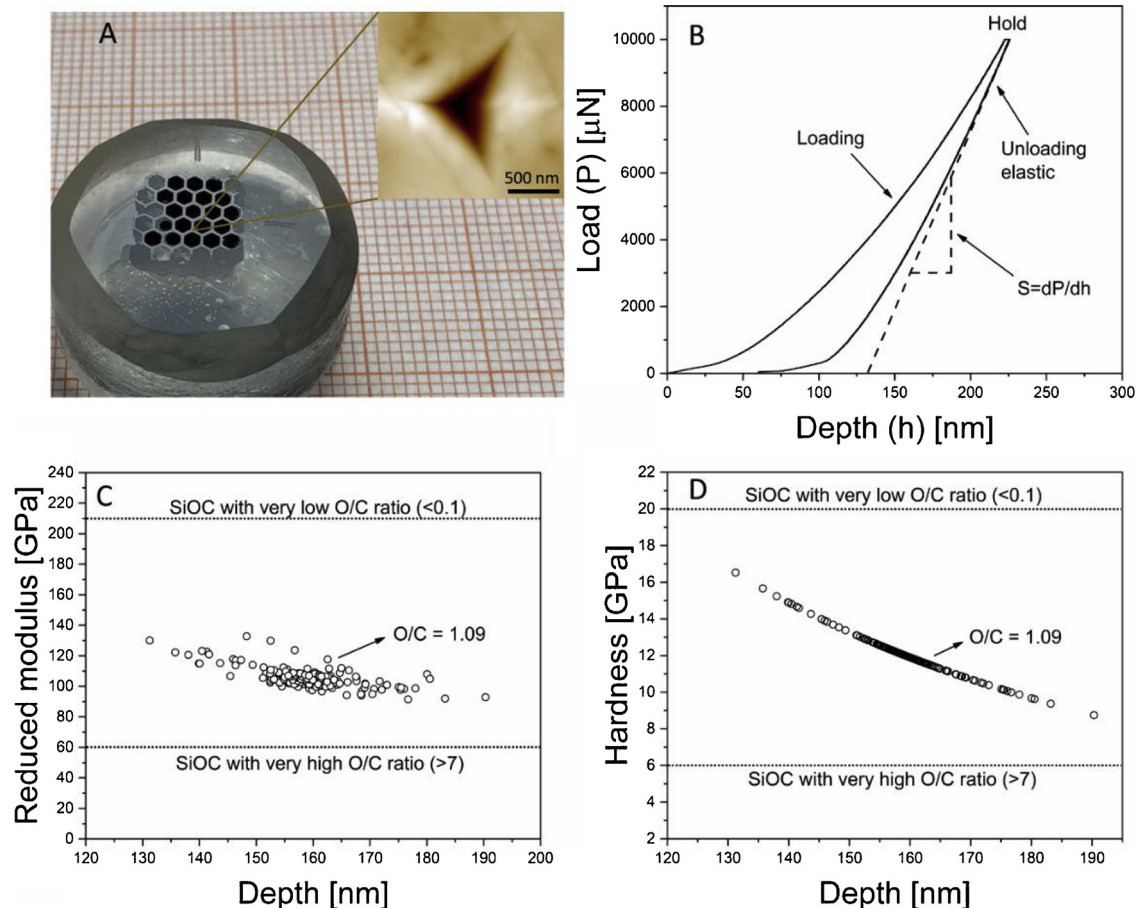 A
500 nm
B
Load (P) [μN]
10000
8000
6000
4000
2000
0
Hold
Loading
Unloading
elastic
S=dP/dh
0
50
100
150
200
250
300
Depth (h) [nm]
C
Reduced modulus [GPa]
240
220
200
180
160
140
120
100
80
60
40
20
0
SiOC with very low O/C ratio (<0.1)
O/C = 1.09
SiOC with very high O/C ratio (>7)
120
130
140
150
160
170
180
190
200
Depth [nm]
D
Hardness [GPa]
22
20
18
16
14
12
10
8
6
4
2
SiOC with very low O/C ratio (<0.1)
O/C = 1.09
SiOC with very high O/C ratio (>7)
120
130
140
150
160
170
180
190
Depth [nm]